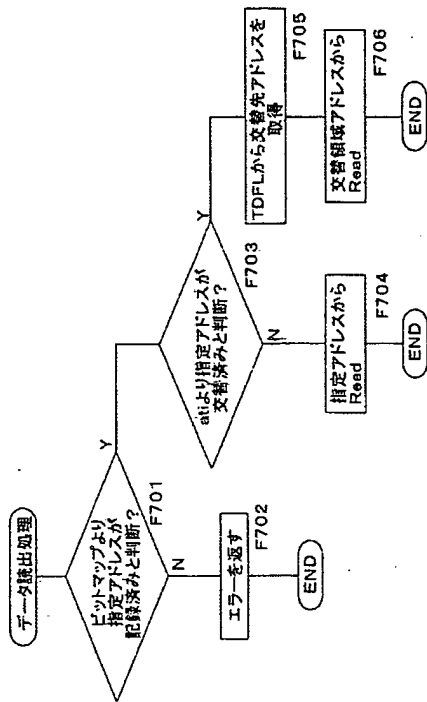 データ読出処理
ビットマップより
指定アドレスが
記録済みと判断?
F701
Y
N
エラーを返す
F702
END
atiより指定アドレスが
交替済みと判断?
F703
Y
N
指定アドレスから
Read
F704
END
TDFLから交替先アドレスを
取得
F705
交替領域アドレスから
Read
F706
END